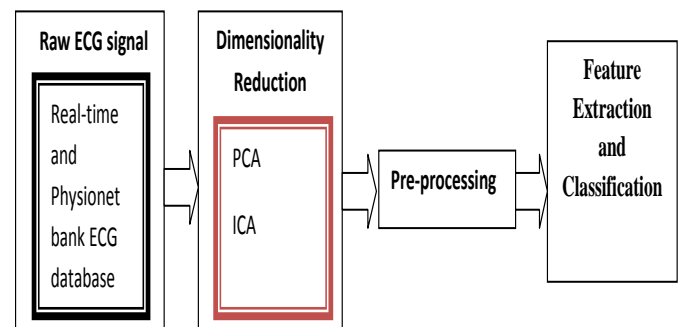 Raw ECG signal
Real-time
and
Physionet
bank ECG
database
Dimensionality
Reduction
PCA
ICA
Pre-processing
Feature
Extraction
and
Classification